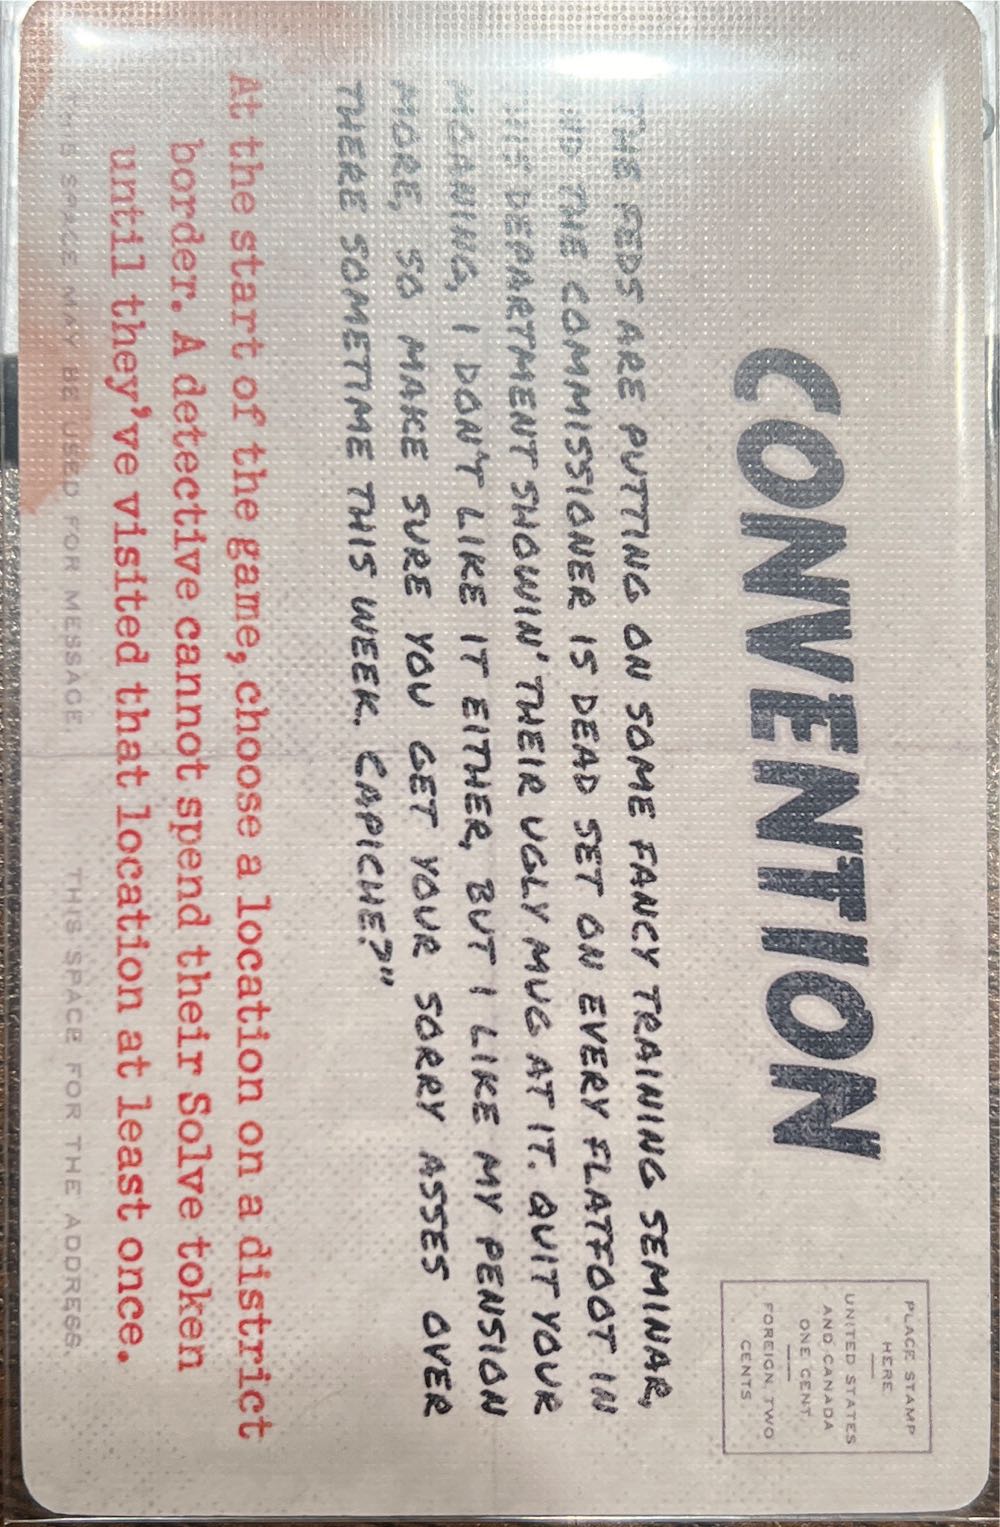 CONVENTION
PLACE STAMP
HERE
UNITED STATES
AND CANADA
ONE CENT
FOREIGN, TWO
CENTS
THE FEDS ARE PUTTING ON SOME FANCY TRAINING SEMINAR,
AND THE COMMISSIONER IS DEAD SET ON EVERY FLATFOOT IN
THIS DEPARTMENT SHOWIN' THEIR UGLY MUG AT IT. QUIT YOUR
MOANING, I DON'T LIKE IT EITHER, BUT I LIKE MY PENSION
MORE, SO MAKE SURE YOU GET YOUR SORRY ASSES OVER
THERE SOMETIME THIS WEEK. CAPICHE?"
At the start of the game, choose a location on a district
border. A detective cannot spend their Solve token
until they've visited that location at least once.
THIS SPACE MAY BE USED FOR MESSAGE THIS SPACE FOR THE ADDRESS